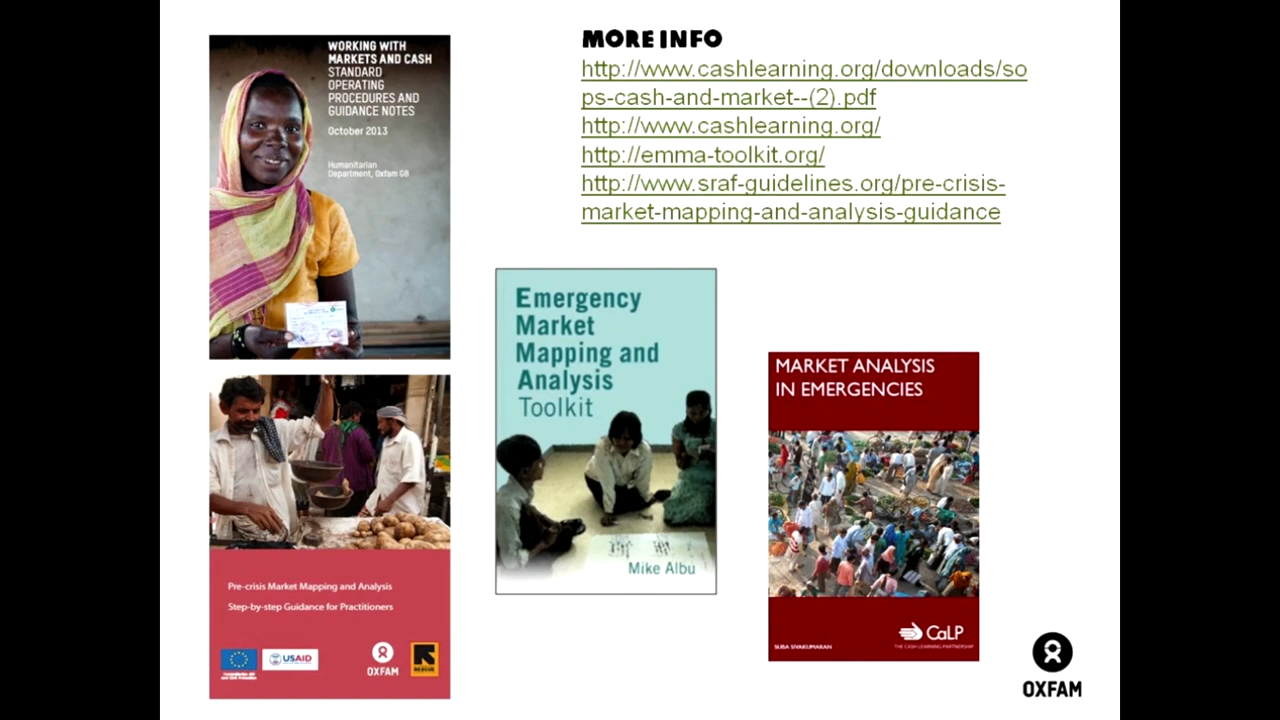 WORKING WITH
MARKETS AND CASH
STANDARD
OPERATING
PROCEDURES AND
GUIDANCE NOTES
October 2013
Humanitarian
Department, Oxfam GB
MORE INFO
http://www.cashlearning.org/downloads/so
ps-cash-and-market--(2).pdf
http://www.cashlearning.org/
http://emma-toolkit.org/
http://www.sraf-guidelines.org/pre-crisis-
market-mapping-and-analysis-guidance
Emergency
Market
Mapping and
Analysis
Toolkit
Mike Albu
MARKET ANALYSIS
IN EMERGENCIES
SUBA SIVAKUMARAN
CaLP
THE CASH LEARNING PARTNERSHIP
Pre-crisis Market Mapping and Analysis
Step-by-step Guidance for Practitioners
USAID
OXFAM
RESCUE
OXFAM